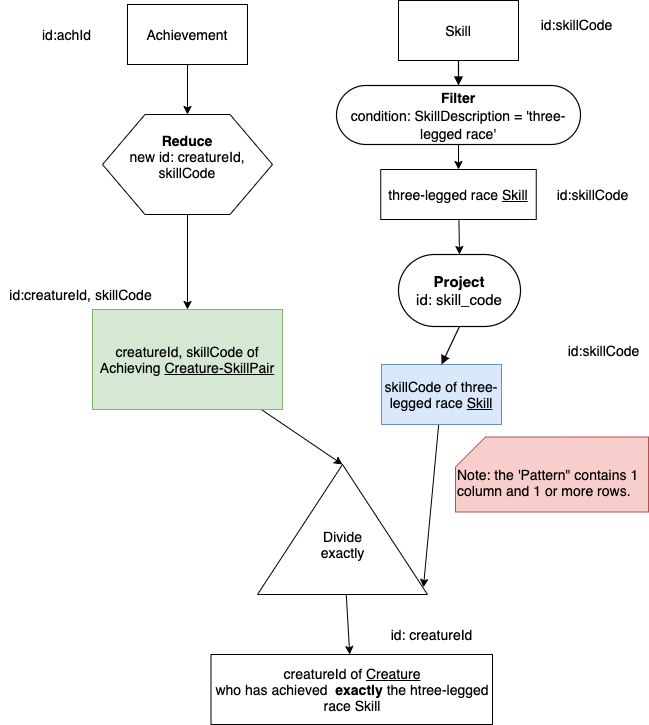 id:achId
Achievement
Skill
id:skillCode
Filter
condition: SkillDescription = 'three-
legged race'
Reduce
new id: creatureId,
skillCode
three-legged race Skill
id:skillCode
Project
id: skill_code
id:creatureId, skillCode
creatureId, skillCode of
Achieving Creature-SkillPair
id:skillCode
skillCode of three-
legged race Skill
Note: the 'Pattern" contains 1
column and 1 or more rows.
Divide
exactly
id: creatureId
creatureId of Creature
who has achieved exactly the htree-legged
race Skill